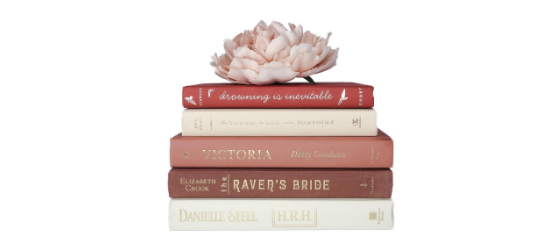 drowning is inevitable
VICTORIA Daisy Goodwin
ELIZABETH
CROOK
the RAVEN'S BRIDE
DANIELLE STEEL H.R.H.